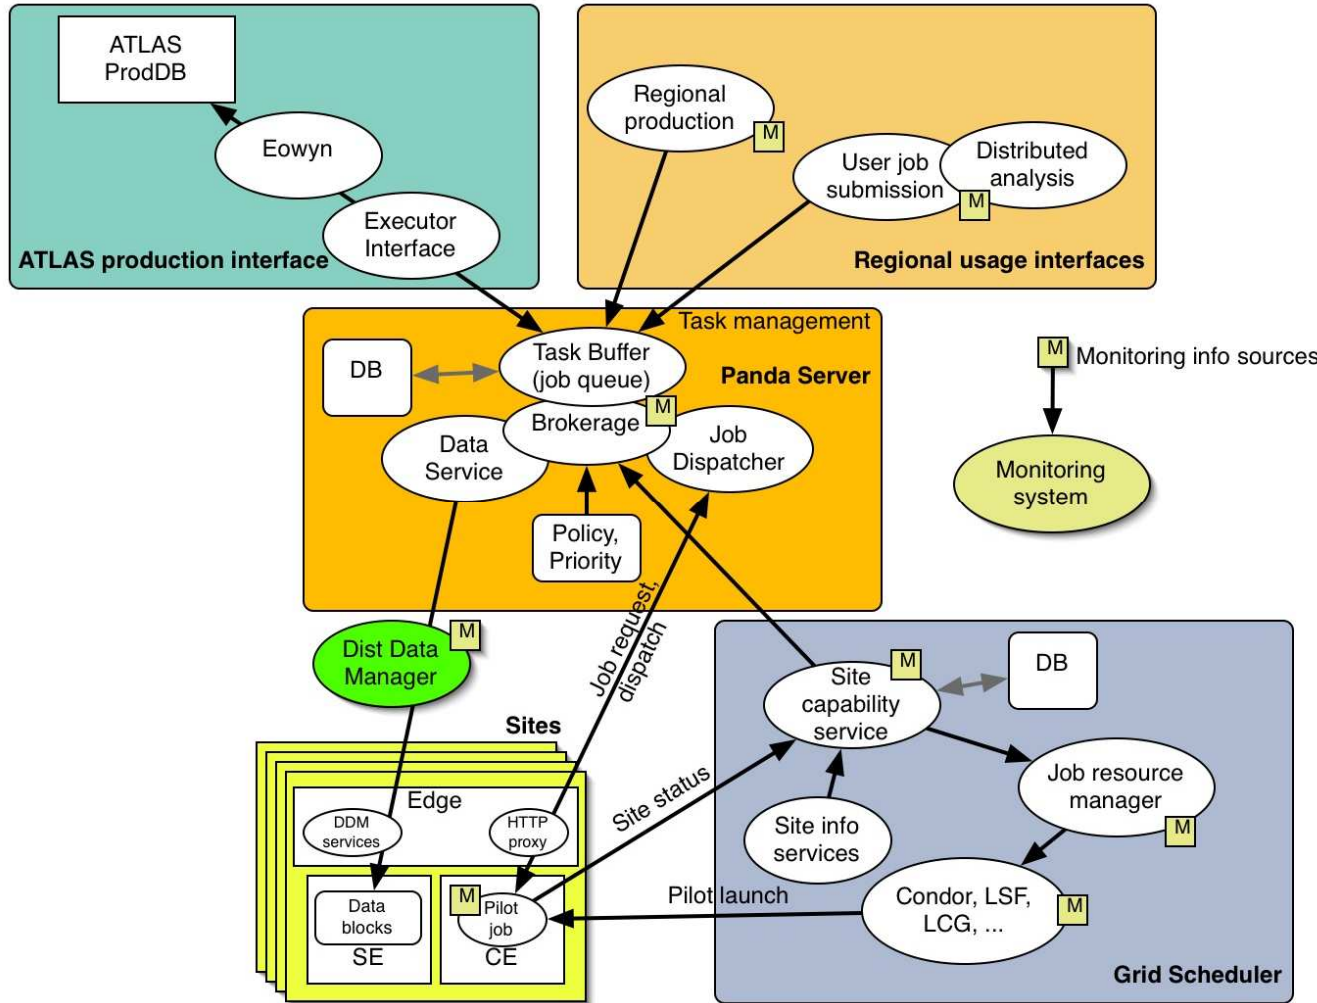 ATLAS
ProdDB
Eowyn
Executor
Interface
ATLAS production interface
Regional
production
M
User job
submission
M
Distributed
analysis
Regional usage interfaces
Task management
Panda Server
DB
Task Buffer
(job queue)
Brokerage
M
Data
Service
Job
Dispatcher
Policy,
Priority
M
Monitoring info sources
Monitoring
system
Job request,
dispatch
Dist Data
Manager
M
Sites
Edge
DDM
services
HTTP
proxy
Data
blocks
SE
M
Pilot
job
CE
Site status
Pilot launch
Site
capability
service
M
DB
Job resource
manager
M
Site info
services
Condor, LSF,
LCG, ...
M
Grid Scheduler